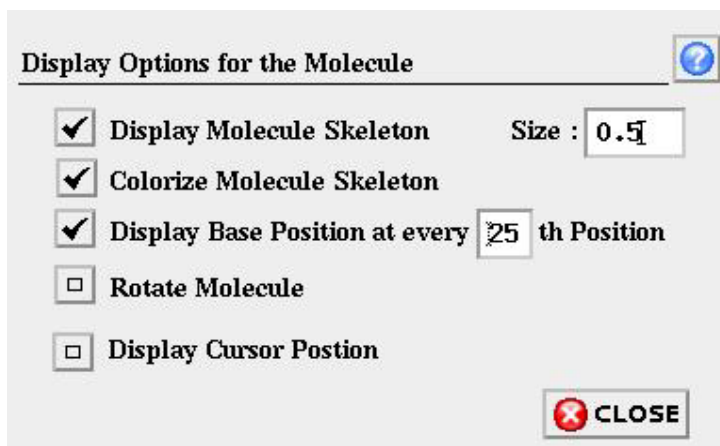 Display Options for the Molecule
Display Molecule Skeleton Size : 0.5
Colorize Molecule Skeleton
Display Base Position at every 25 th Position
Rotate Molecule
Display Cursor Postion
CLOSE